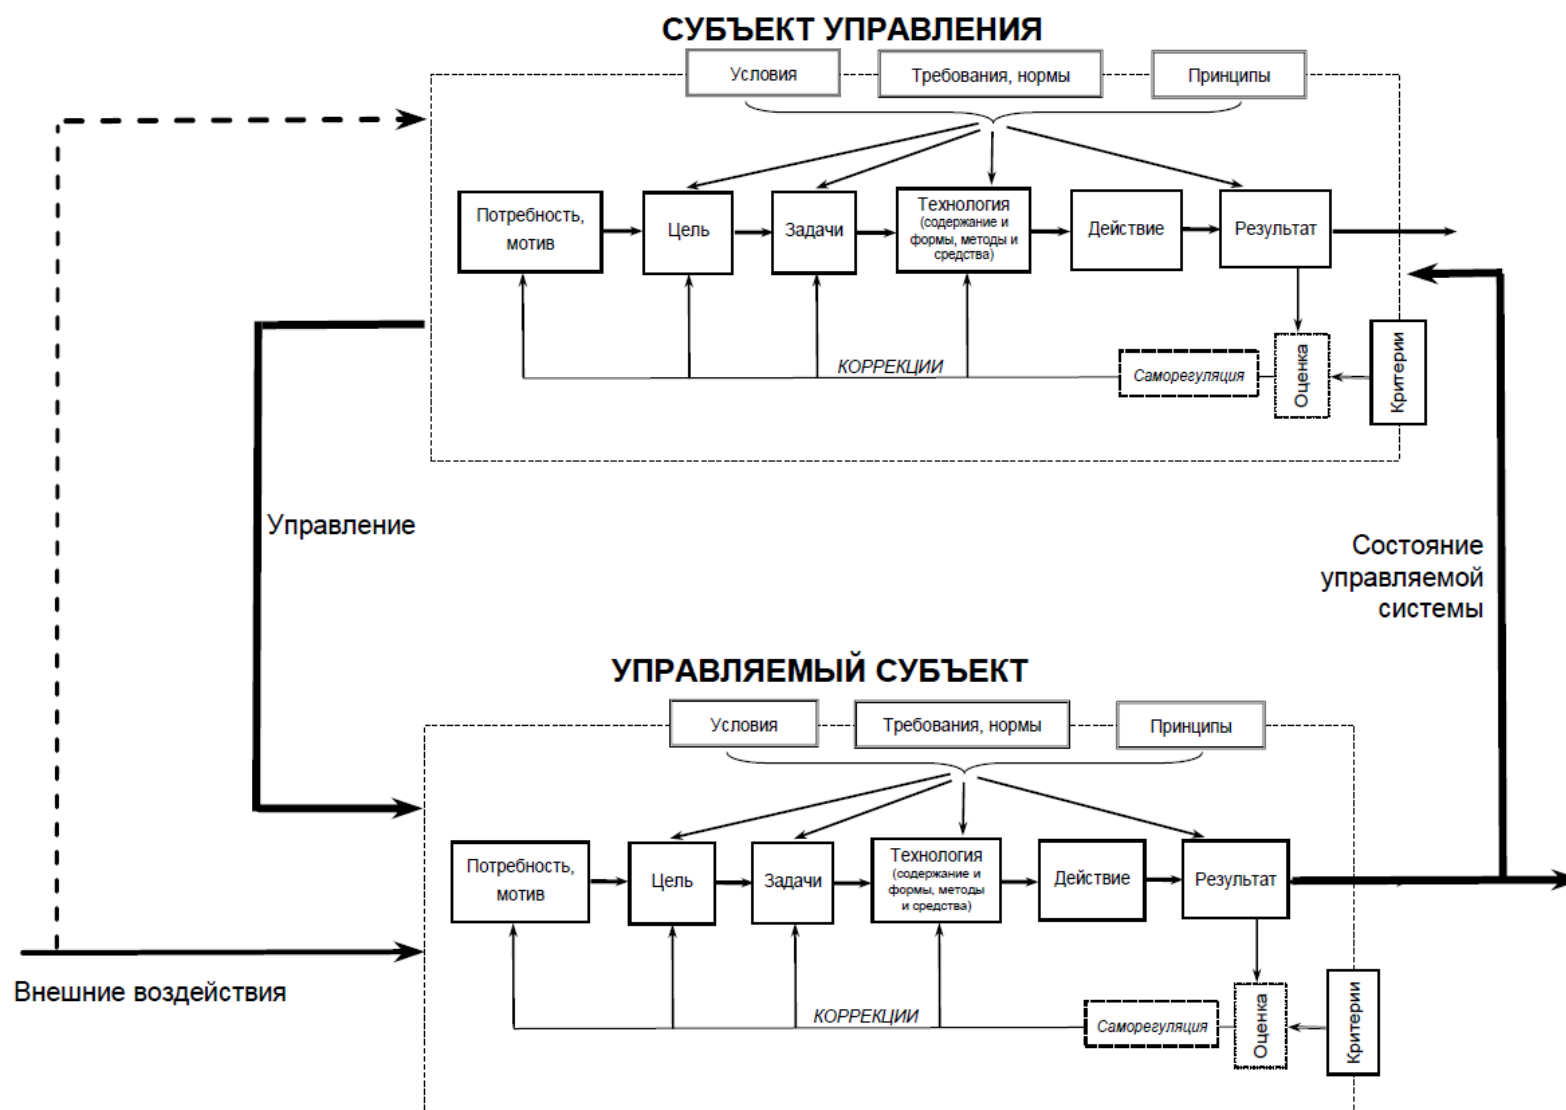 СУБЪЕКТ УПРАВЛЕНИЯ
Условия
Требования, нормы
Принципы
Потребность,
мотив
Цель
Задачи
Технология
(содержание и
формы, методы и
средства)
Действие
Результат
КОРРЕКЦИИ
Саморегуляция
Оценка
Критерии
Управление
Состояние
управляемой
системы
УПРАВЛЯЕМЫЙ СУБЪЕКТ
Условия
Требования, нормы
Принципы
Потребность,
мотив
Цель
Задачи
Технология
(содержание и
формы, методы
и средства)
Действие
Результат
Внешние воздействия
КОРРЕКЦИИ
Саморегуляция
Оценка
Критерии